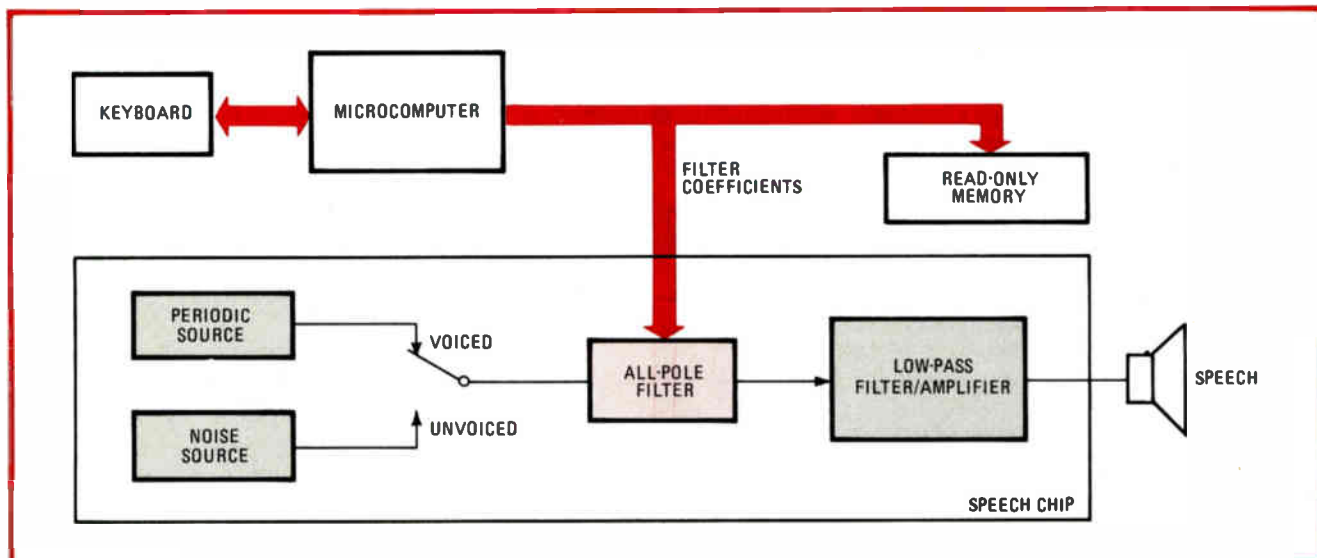 KEYBOARD
MICROCOMPUTER
FILTER
COEFFICIENTS
READ-ONLY
MEMORY
PERIODIC
SOURCE
VOICED
NOISE
SOURCE
UNVOICED
ALL-POLE
FILTER
LOW-PASS
FILTER/AMPLIFIER
SPEECH
SPEECH CHIP